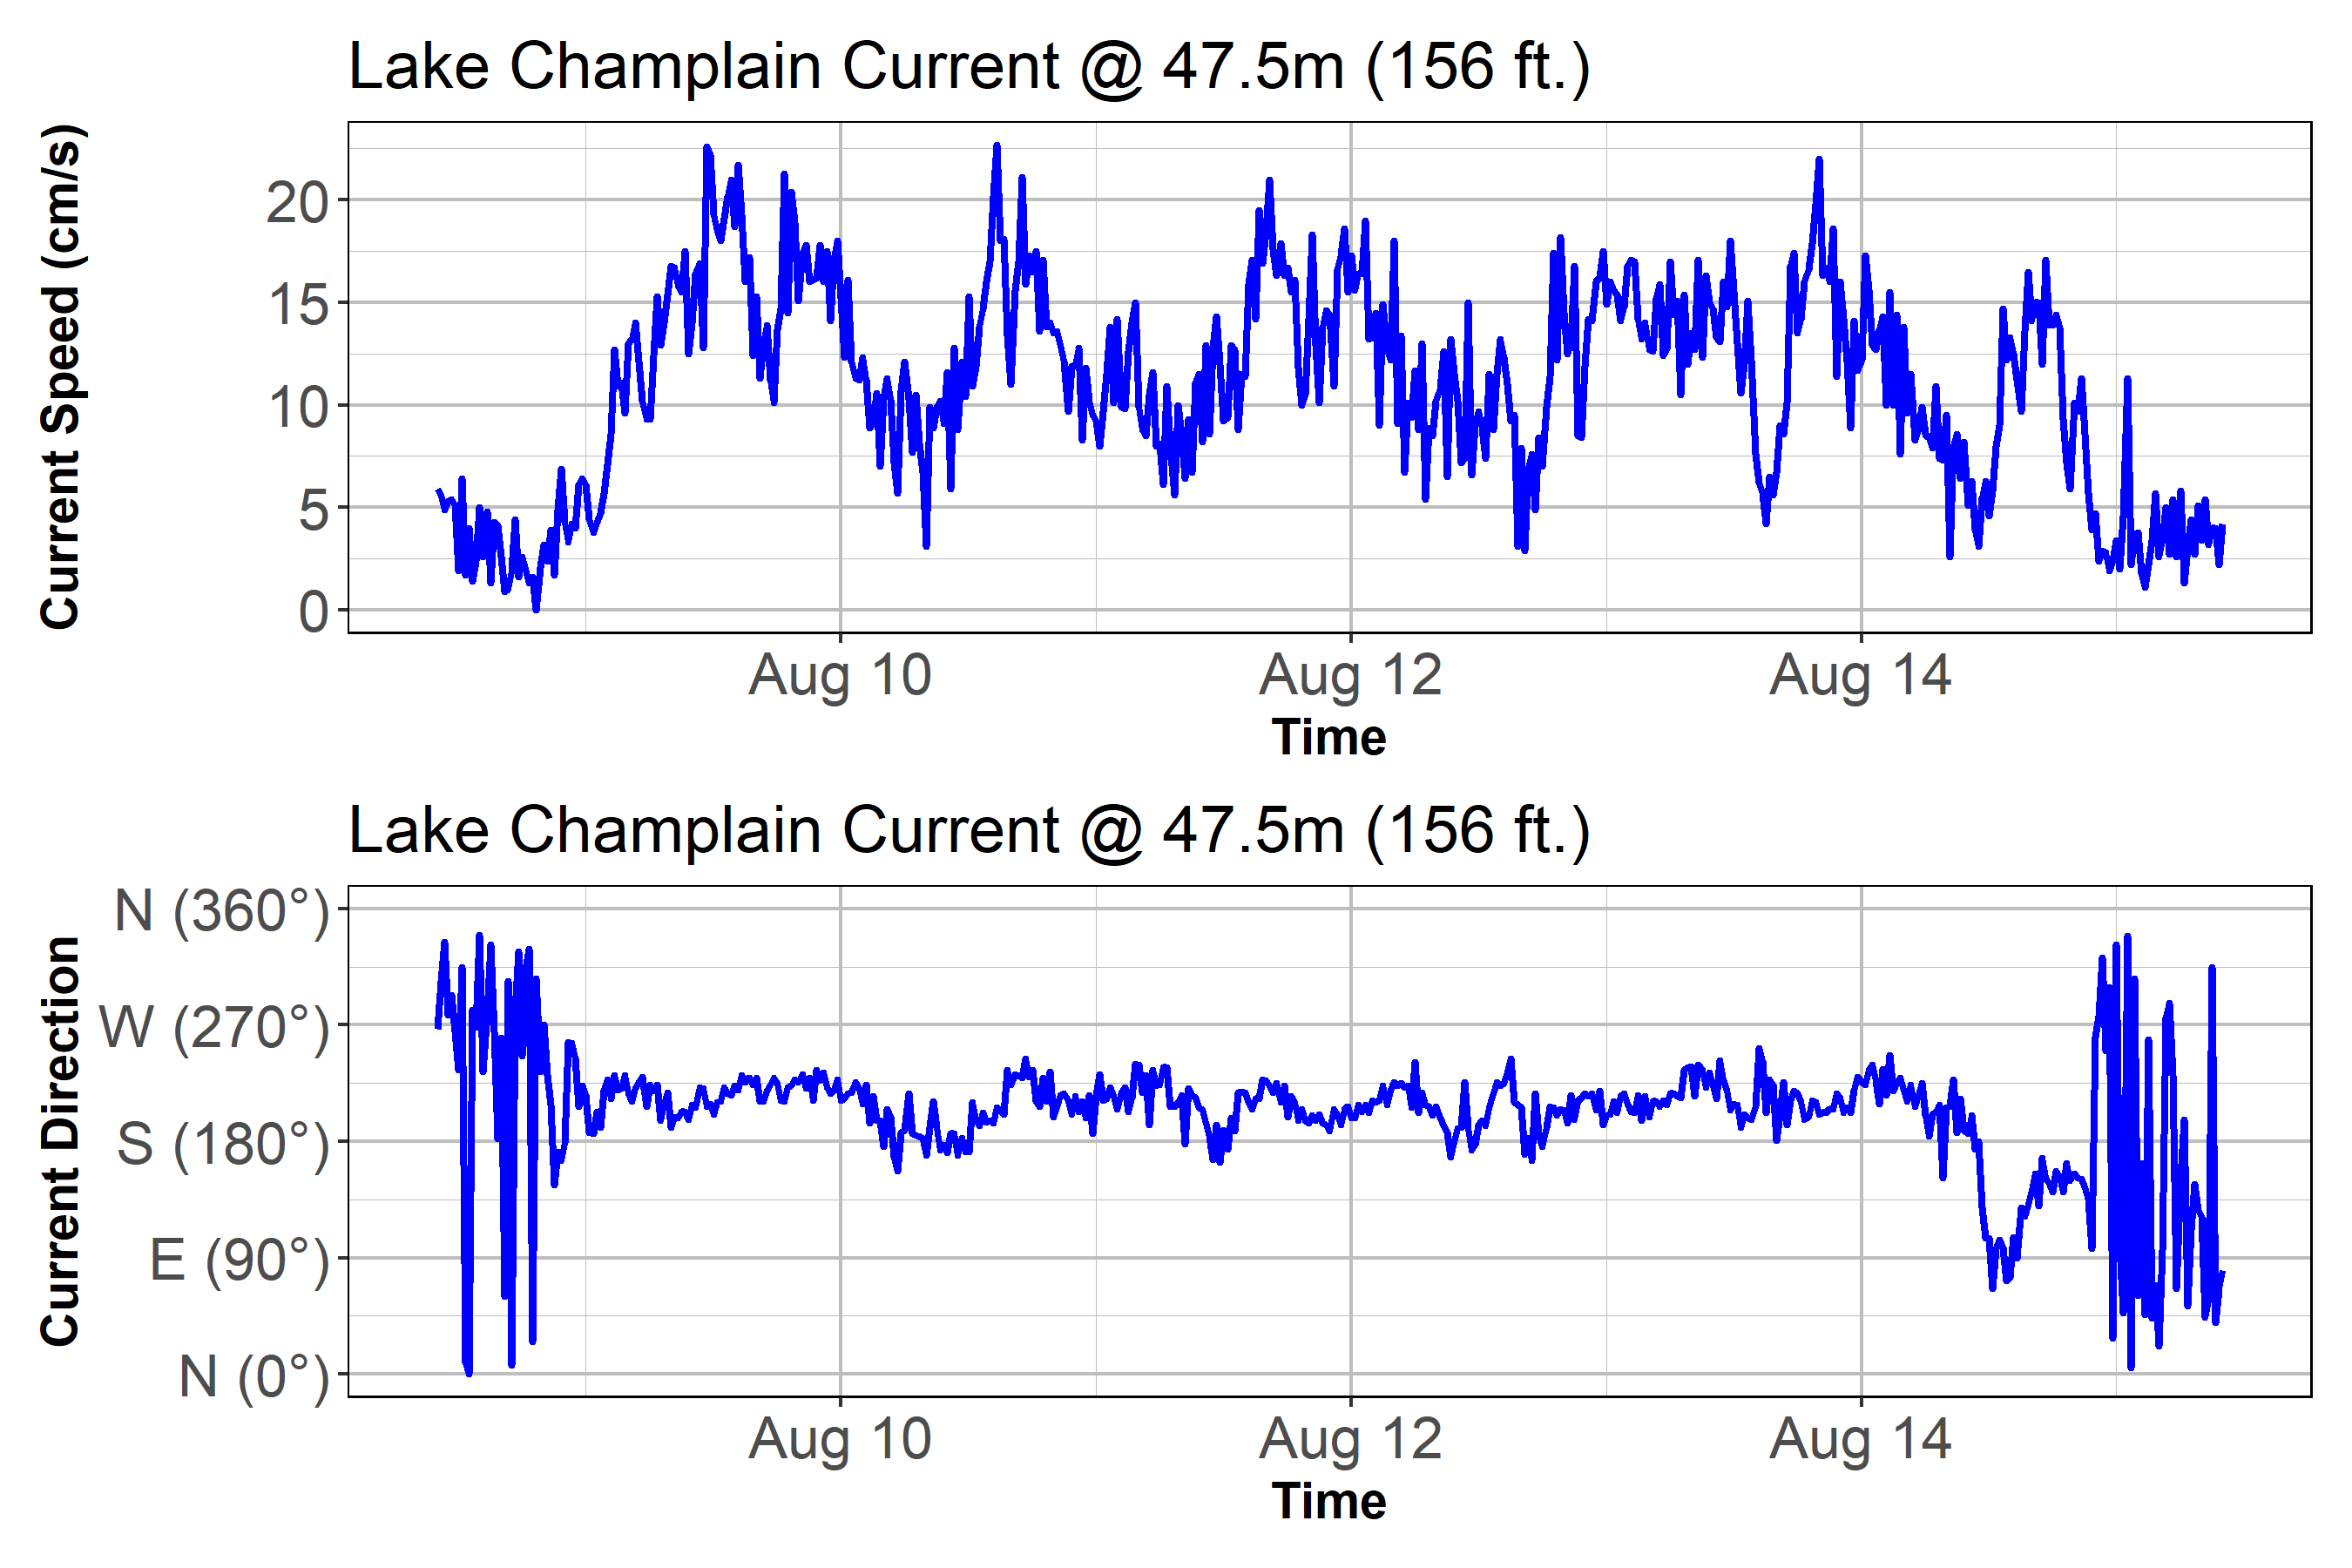 Lake Champlain Current @ 47.5m (156 ft.)
Current Speed (cm/s)
20
15
10
5
0
Aug 10
Aug 12
Aug 14
Time
Lake Champlain Current @ 47.5m (156 ft.)
Current Direction
N (360°)
W (270°)
S (180°)
E (90°)
N (0°)
Aug 10
Aug 12
Aug 14
Time